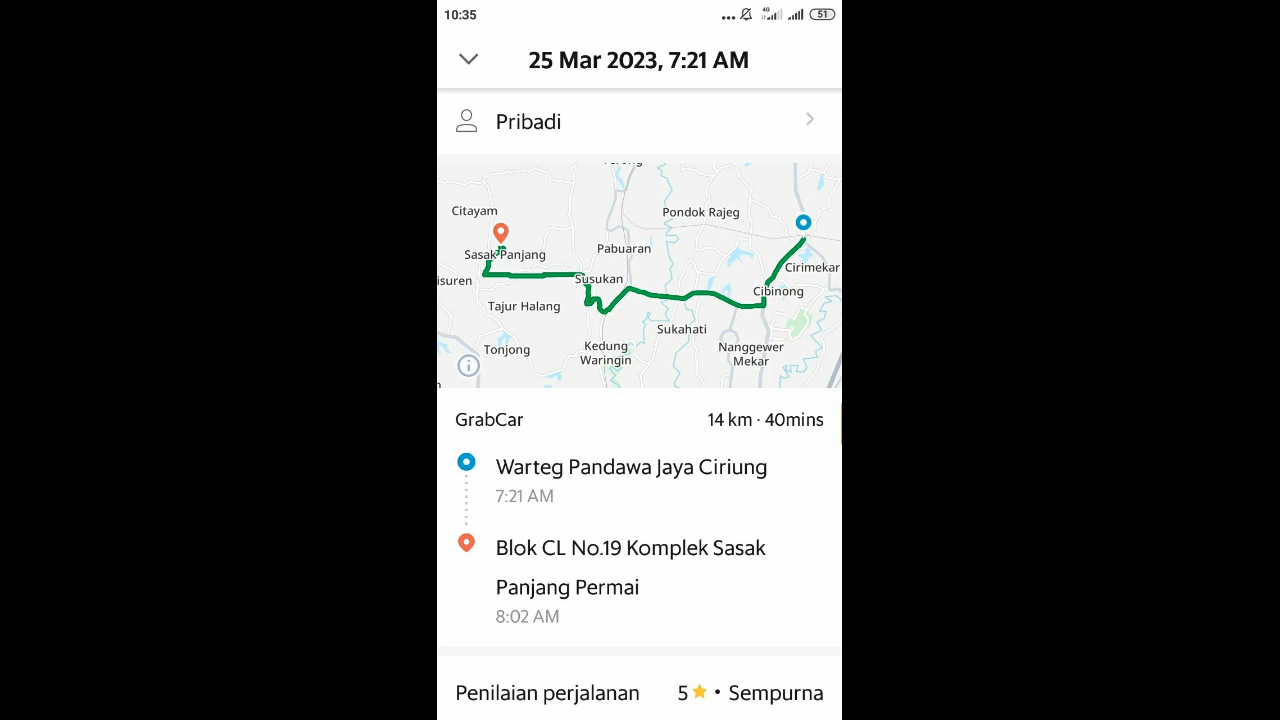 10:35
4G
51
25 Mar 2023, 7:21 AM
Pribadi
Citayam
Pondok Rajeg
Sasak Panjang
Pabuaran
Cirimekar
isuren
Susukan
Cibinong
Tajur Halang
Sukahati
Tonjong
Kedung
Waringin
Nanggewer
Mekar
GrabCar
14 km · 40mins
Warteg Pandawa Jaya Ciriung
7:21 AM
Blok CL No.19 Komplek Sasak
Panjang Permai
8:02 AM
Penilaian perjalanan
5 • Sempurna